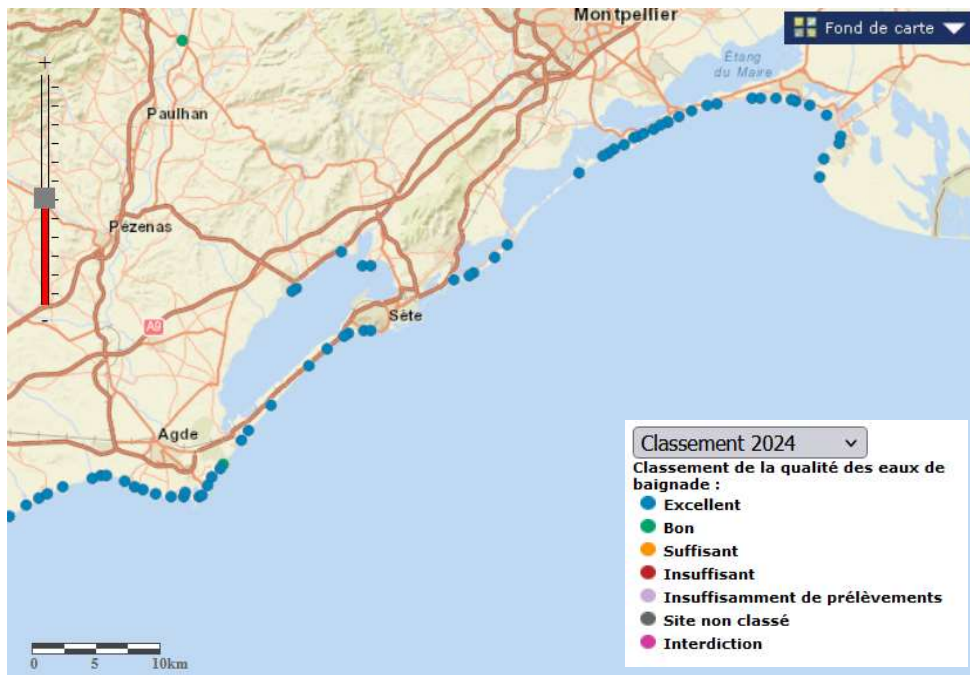 Montpellier
Fond de carte
Étang
du Maire
+
Paulhan
Pézenas
Sète
A9
-
Agde
Classement 2024
Classement de la qualité des eaux de
baignade :
Excellent
Bon
Suffisant
Insuffisant
Insuffisamment de prélèvements
Site non classé
Interdiction
0 5 10km